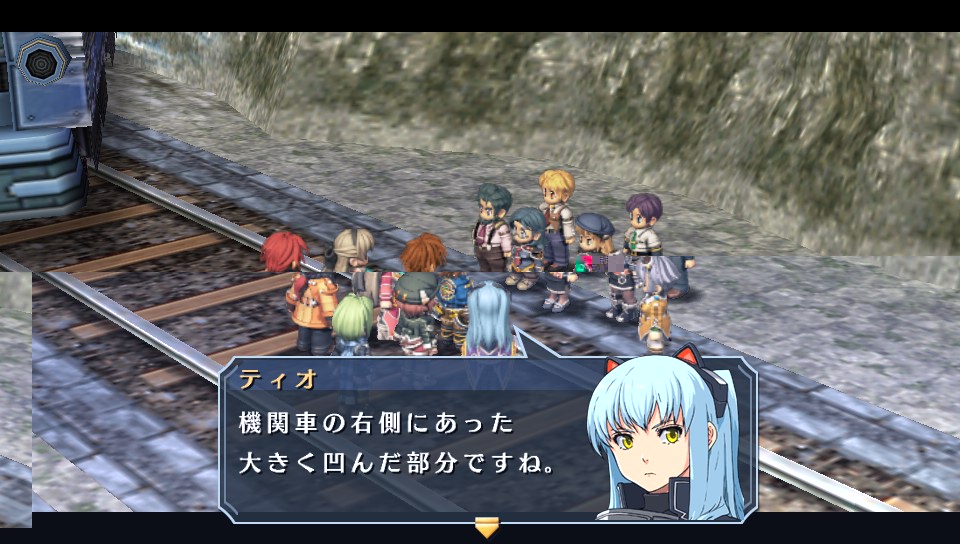 ティオ
機関車の右側にあった
大きく凹んだ部分ですね。